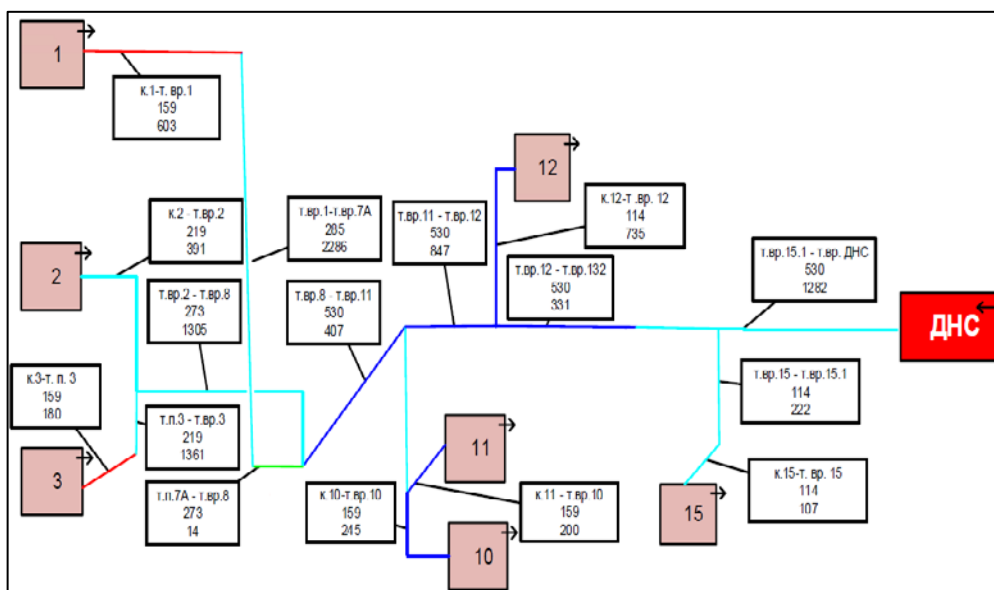 1
к.1-т. вр.1
159
603
12
к.2 - т.вр.2
219
391
т.вр.1-т.вр.7А
285
2286
т.вр.11 - т.вр.12
530
847
к.12-т .вр. 12
114
735
т.вр.15.1 - т.вр. ДНС
530
1282
2
т.вр.2 - т.вр.8
273
1305
т.вр.8 - т.вр.11
530
407
т.вр.12 - т.вр.132
530
331
ДНС
к.3-т. п. 3
159
180
т.п.3 - т.вр.3
219
1361
т.вр.15 - т.вр.15.1
114
222
3
11
т.п.7А - т.вр.8
273
14
к.10-т вр.10
159
245
к.11 - т.вр 10
159
200
15
к.15-т. вр. 15
114
107
10